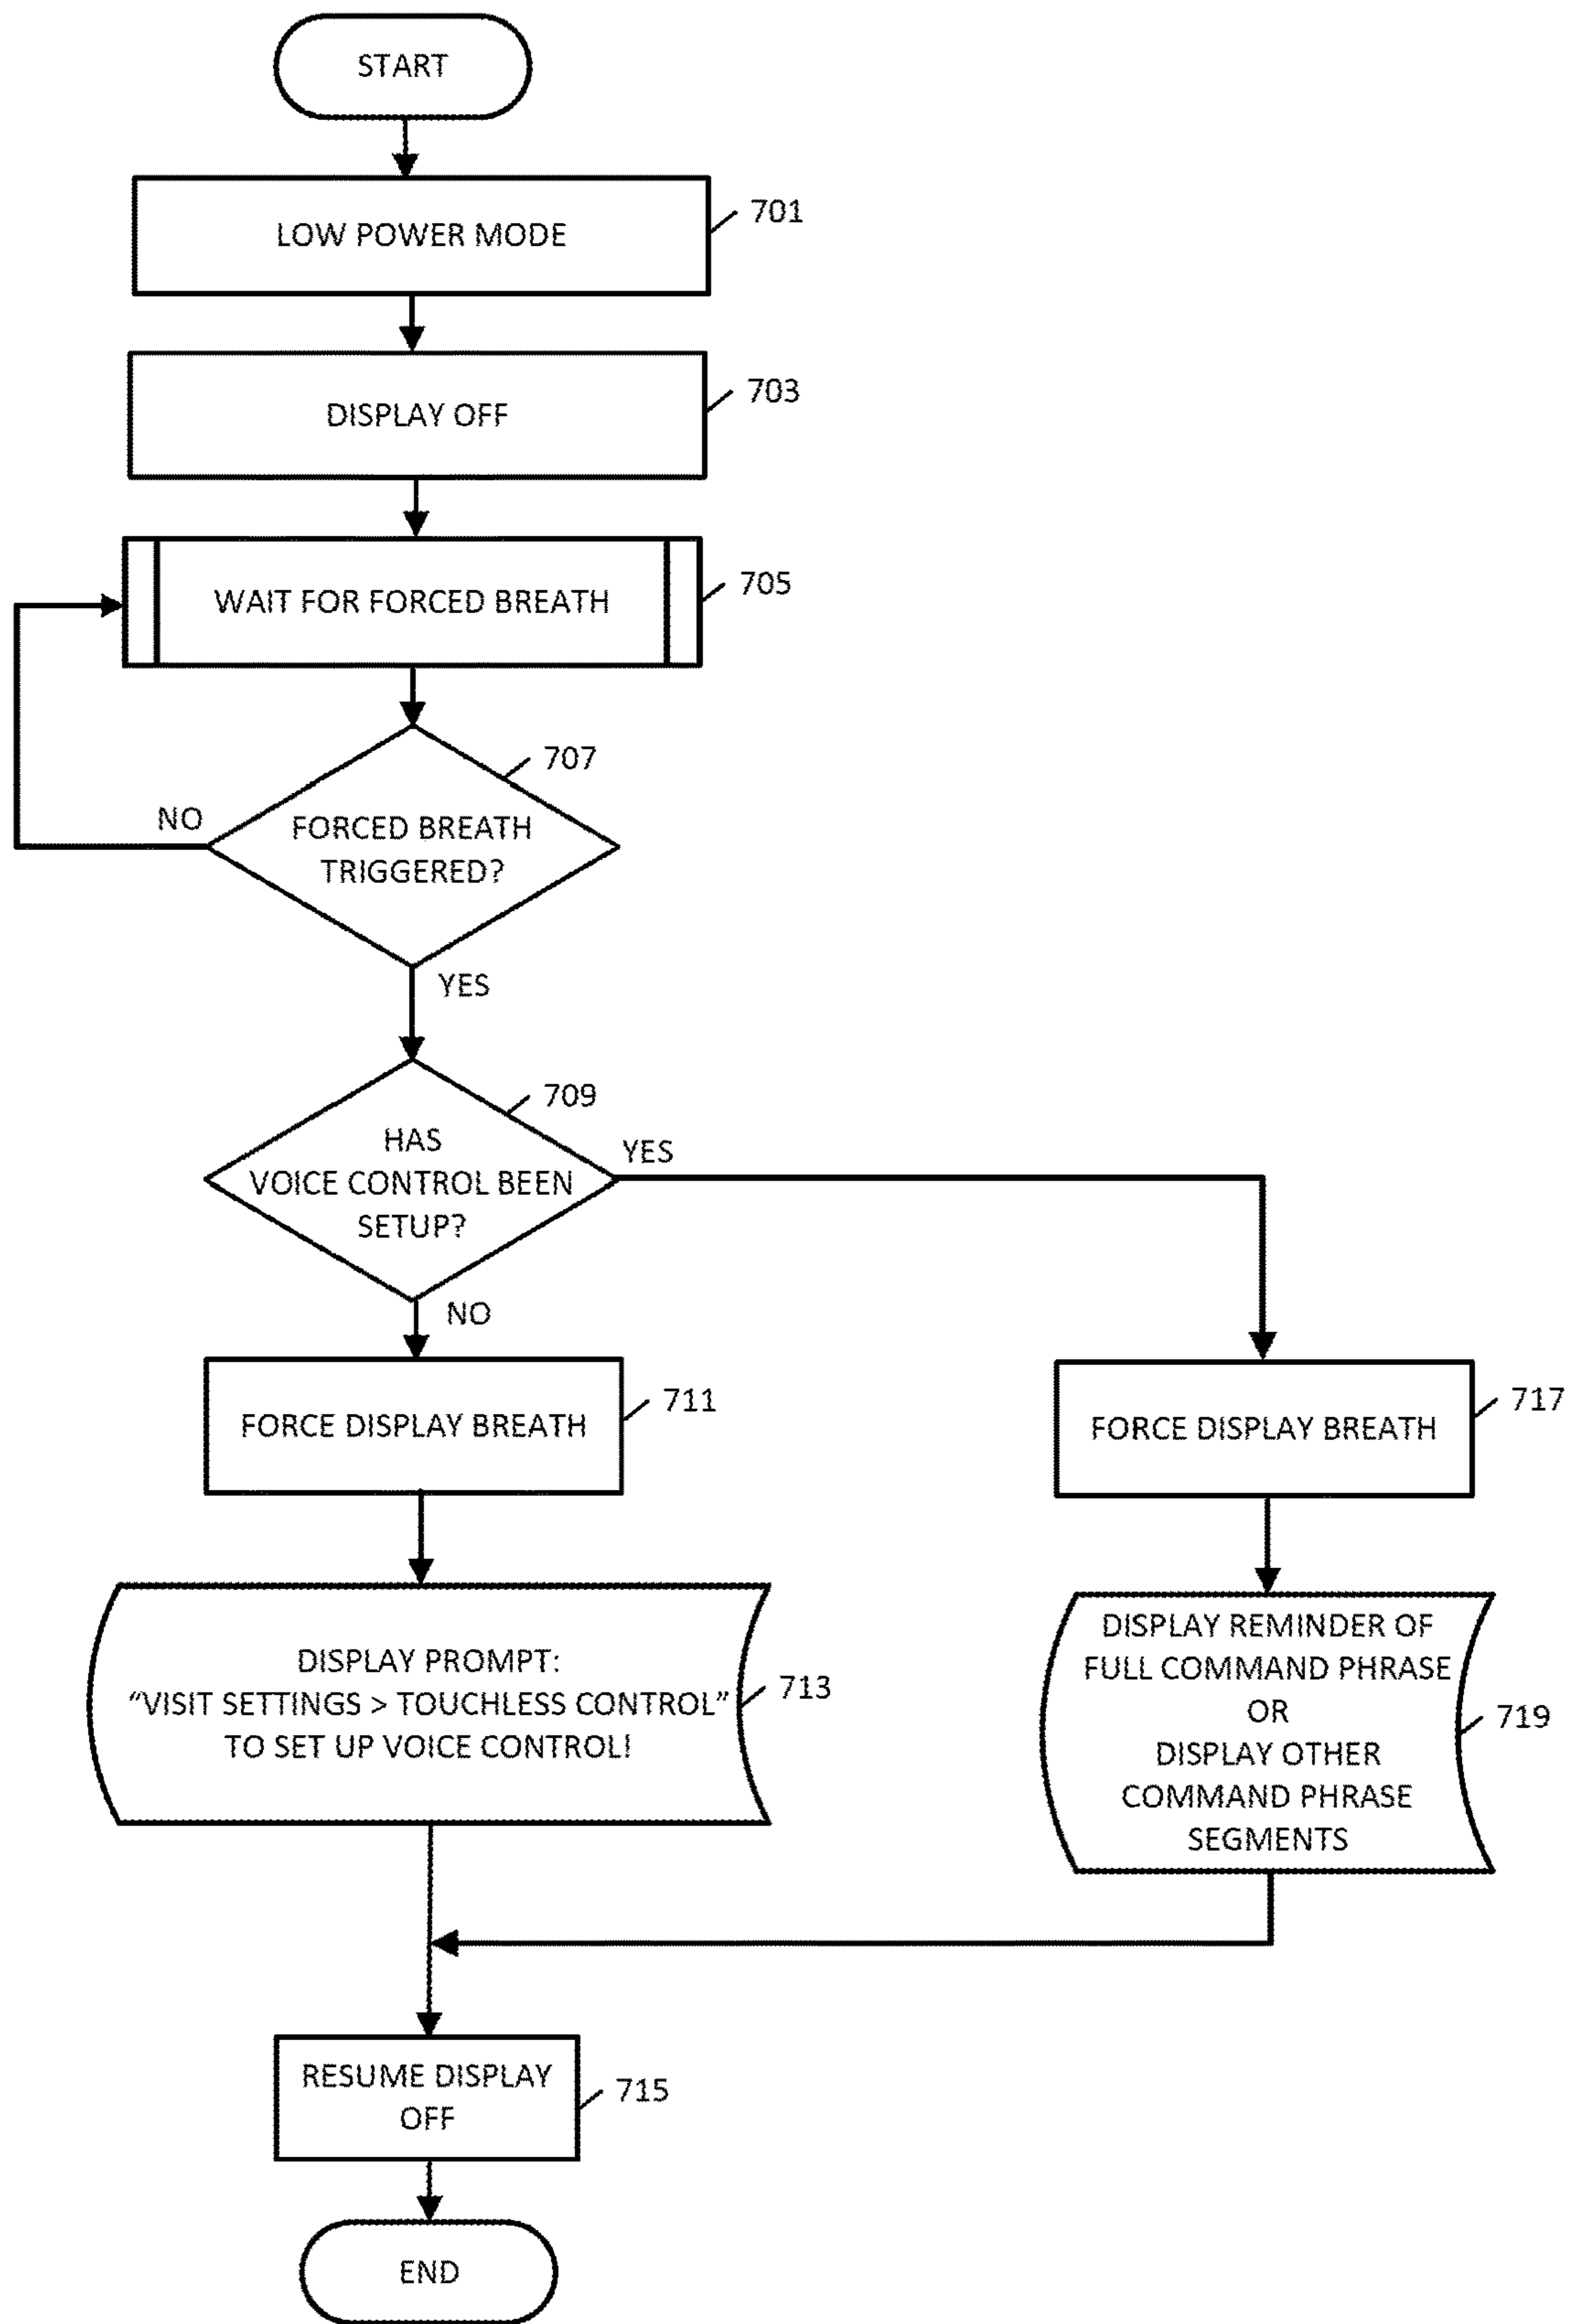 START
LOW POWER MODE
701
DISPLAY OFF
703
WAIT FOR FORCED BREATH
705
707
NO
FORCED BREATH
TRIGGERED?
YES
709
HAS
VOICE CONTROL BEEN
SETUP?
YES
NO
FORCE DISPLAY BREATH
711
FORCE DISPLAY BREATH
717
DISPLAY PROMPT:
“VISIT SETTINGS > TOUCHLESS CONTROL”
TO SET UP VOICE CONTROL!
713
DISPLAY REMINDER OF
FULL COMMAND PHRASE
OR
DISPLAY OTHER
COMMAND PHRASE
SEGMENTS
719
RESUME DISPLAY
OFF
715
END